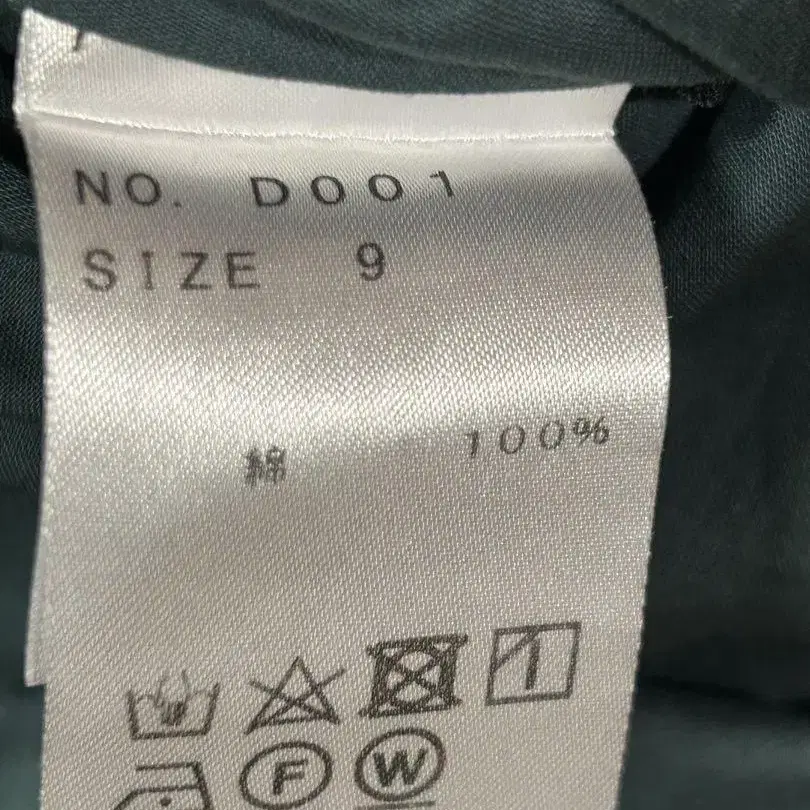 NO. D001
SIZE 9
綿 100%
F W